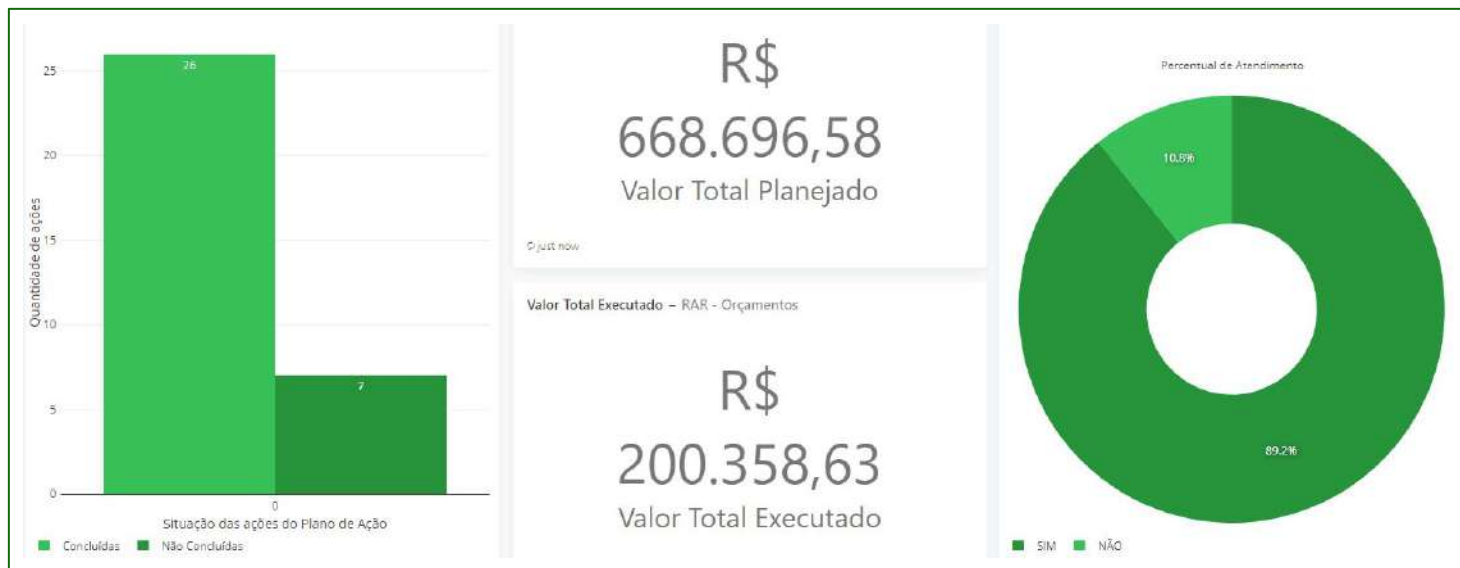 25
20
15
10
5
0
Quantidade de ações
26
7
0
Situação das ações do Plano de Ação
Concluídas Não Concluídas
R$
668.696,58
Valor Total Planejado
just now
Valor Total Executado – RAR - Orçamentos
R$
200.358,63
Valor Total Executado
Percentual de Atendimento
10.8%
89.2%
SIM NÃO